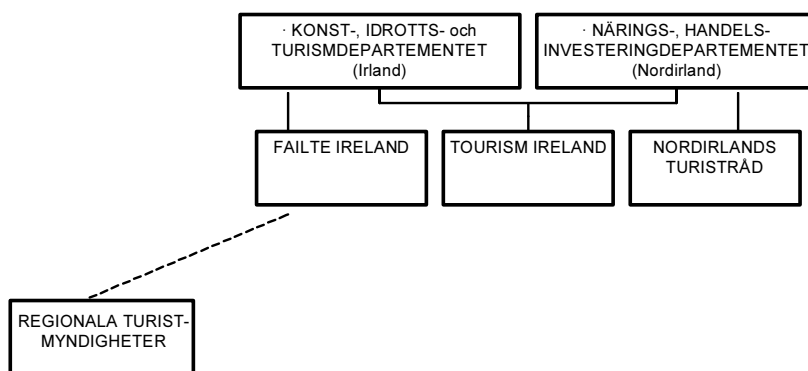 · KONST-, IDROTTS- och
TURISMDEPARTEMENTET
(Irland)
· NÄRINGS-, HANDELS-
INVESTERINGDEPARTEMENTET
(Nordirland)
FAILTE IRELAND
TOURISM IRELAND
NORDIRLANDS
TURISTRÅD
REGIONALA TURIST-
MYNDIGHETER